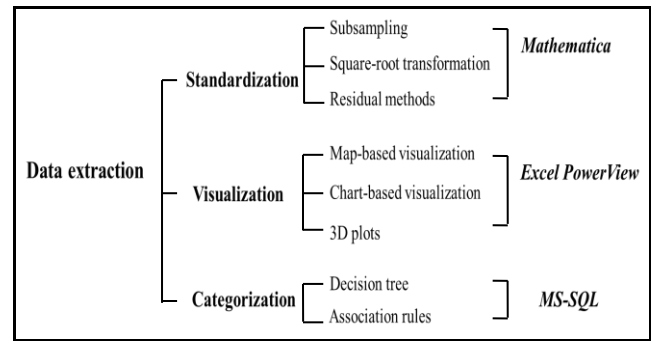 Subsampling
Mathematica
Standardization
Square-root transformation
Residual methods
Data extraction
Map-based visualization
Excel PowerView
Visualization
Chart-based visualization
3D plots
Categorization
Decision tree
MS-SQL
Association rules